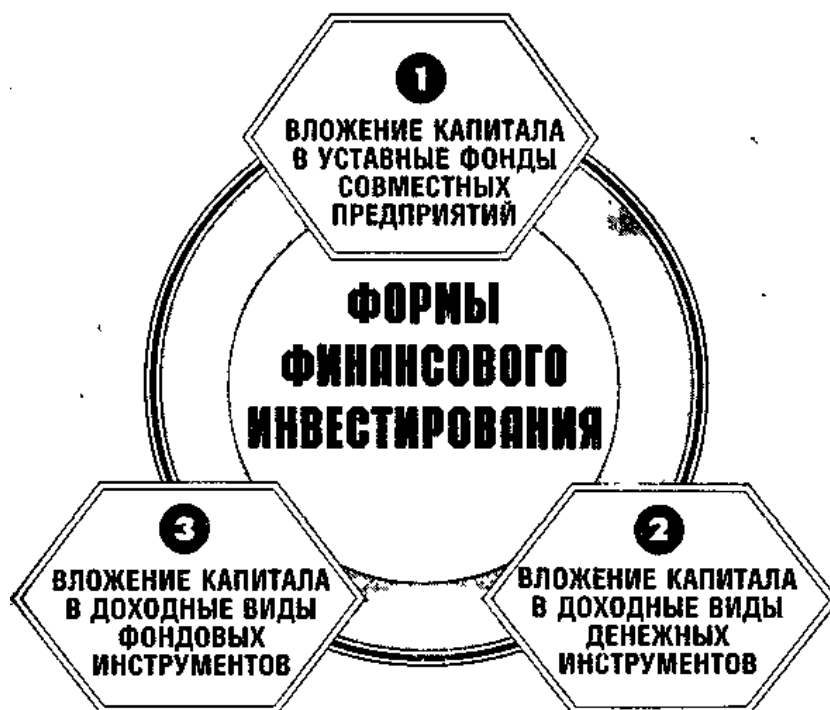 1
ВЛОЖЕНИЕ КАПИТАЛА
В УСТАВНЫЕ ФОНДЫ
СОВМЕСТНЫХ
ПРЕДПРИЯТИЙ
ФОРМЫ
ФИНАНСОВОГО
ИНВЕСТИРОВАНИЯ
2
ВЛОЖЕНИЕ КАПИТАЛА
В ДОХОДНЫЕ ВИДЫ
ДЕНЕЖНЫХ
ИНСТРУМЕНТОВ
3
ВЛОЖЕНИЕ КАПИТАЛА
В ДОХОДНЫЕ ВИДЫ
ФОНДОВЫХ
ИНСТРУМЕНТОВ